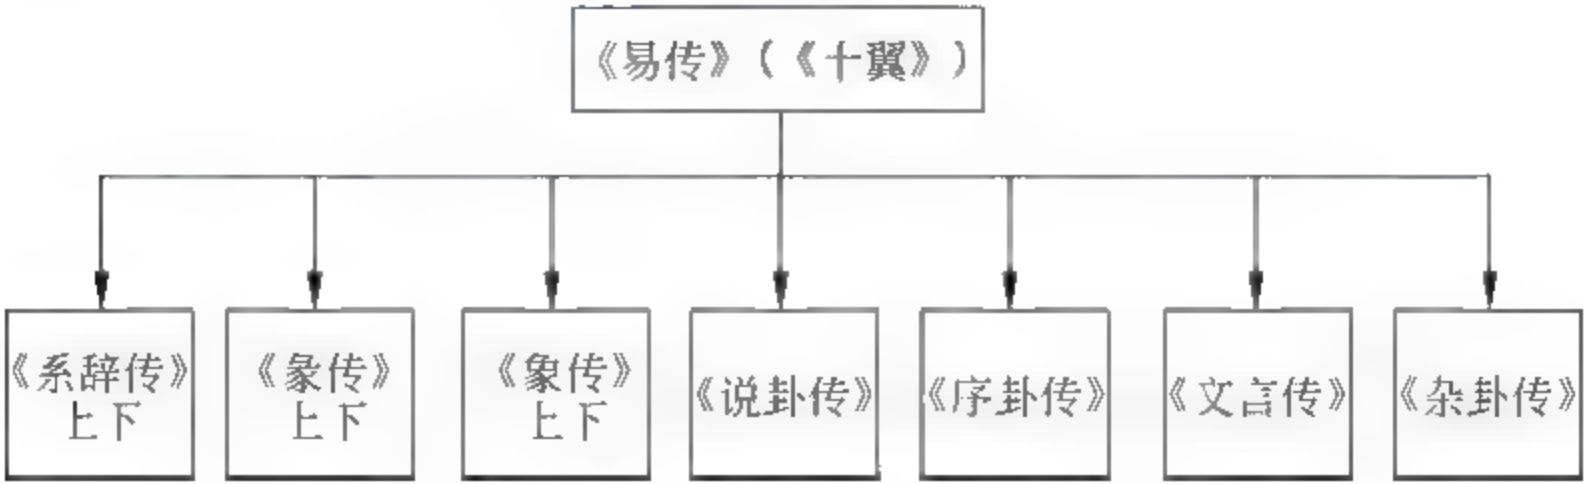 《易传》(《十翼》)
《系辞传》
上下
《彖传》
上下
《象传》
上下
《说卦传》
《序卦传》
《文言传》
《杂卦传》